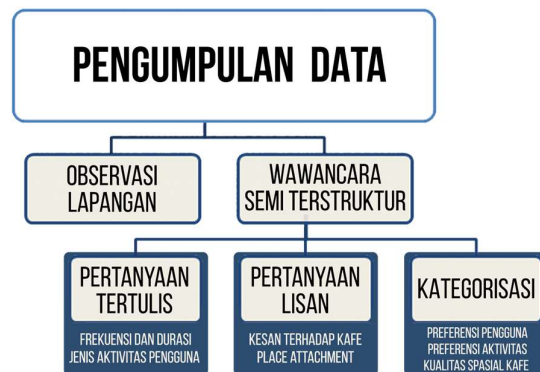 PENGUMPULAN DATA
OBSERVASI
LAPANGAN
WAWANCARA
SEMI TERSTRUKTUR
PERTANYAAN
TERTULIS
FREKUENSI DAN DURASI
JENIS AKTIVITAS PENGGUNA
PERTANYAAN
LISAN
KESAN TERHADAP KAFE
PLACE ATTACHMENT
KATEGORISASI
PREFERENSI PENGGUNA
PREFERENSI AKTIVITAS
KUALITAS SPASIAL KAFE